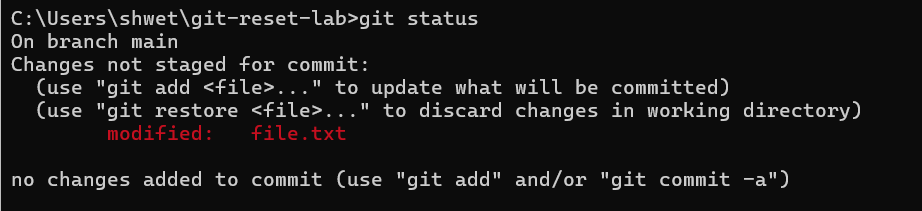 C:\Users\shwet\git-reset-lab>git status
On branch main
Changes not staged for commit:
  (use "git add <file>..." to update what will be committed)
  (use "git restore <file>..." to discard changes in working directory)
        modified:   file.txt

no changes added to commit (use "git add" and/or "git commit -a")